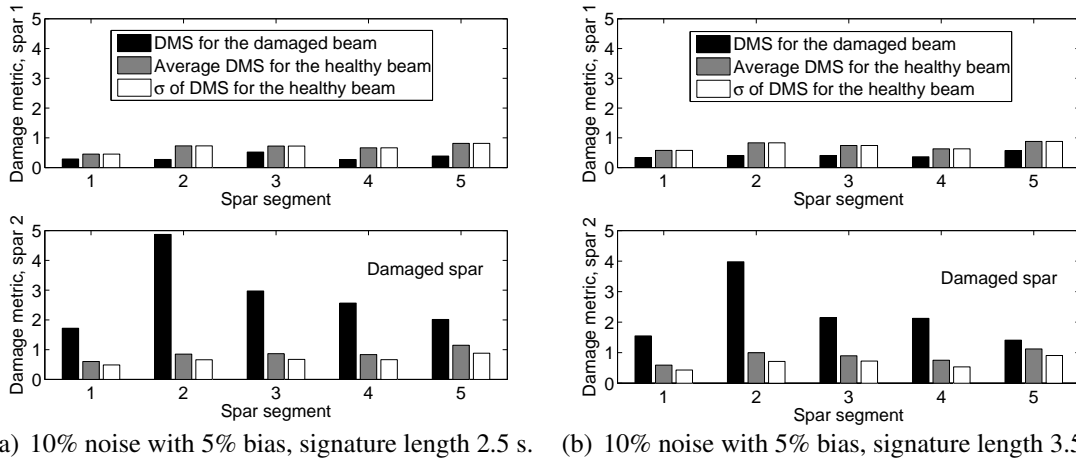 Damage metric, spar 1
5
4
3
2
1
0
DMS for the damaged beam
Average DMS for the healthy beam
σ of DMS for the healthy beam
1 2 3 4 5
Spar segment
Damage metric, spar 2
5
4
3
2
1
0
Damaged spar
1 2 3 4 5
Spar segment
a) 10% noise with 5% bias, signature length 2.5 s.
Damage metric, spar 1
5
4
3
2
1
0
DMS for the damaged beam
Average DMS for the healthy beam
σ of DMS for the healthy beam
1 2 3 4 5
Spar segment
Damage metric, spar 2
5
4
3
2
1
0
Damaged spar
1 2 3 4 5
Spar segment
(b) 10% noise with 5% bias, signature length 3.5